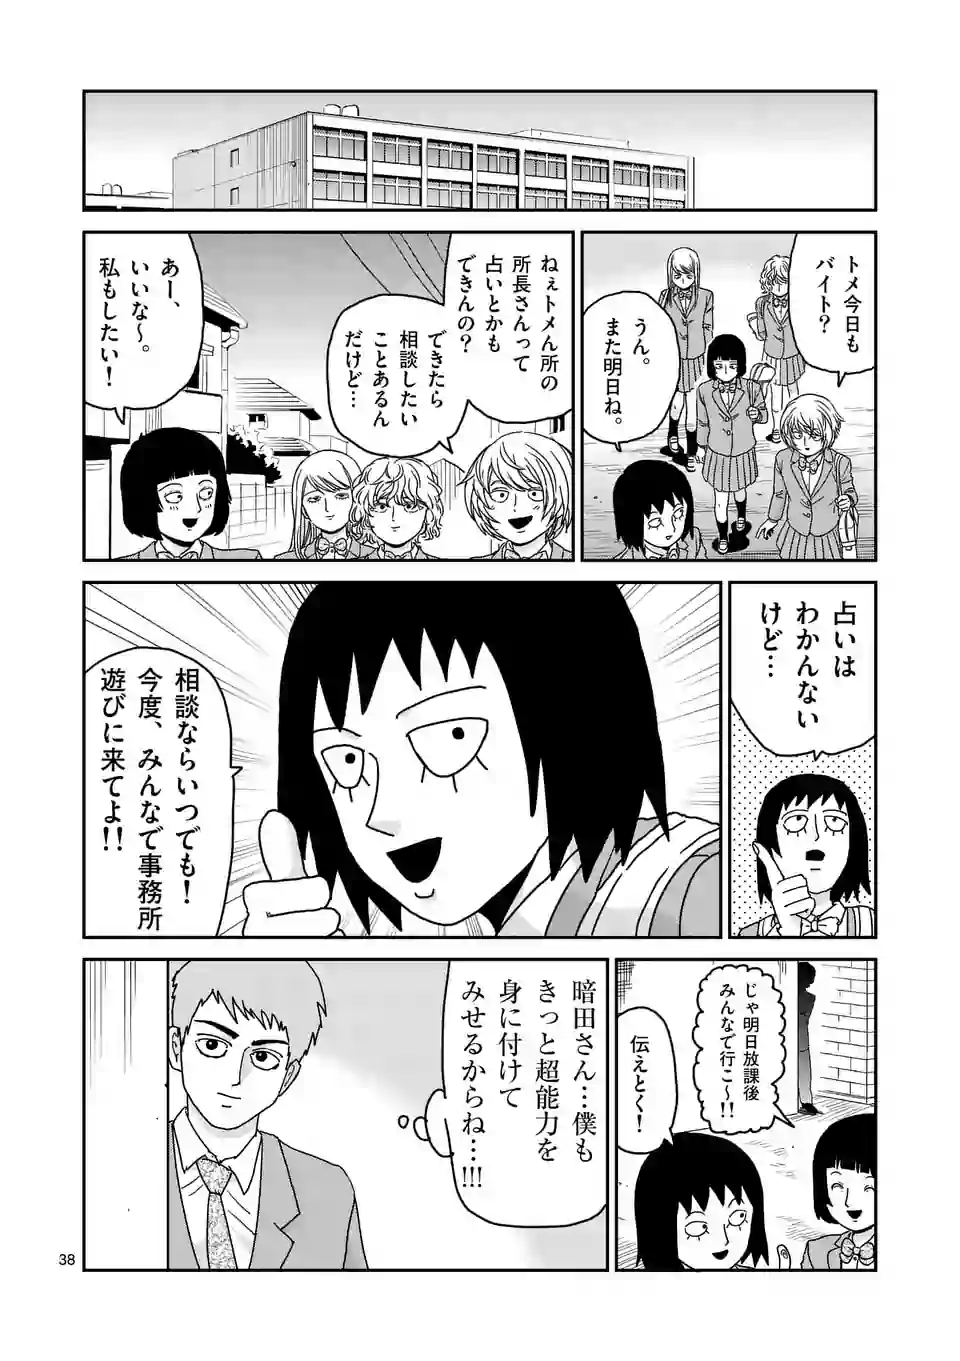 トメ今日も
バイト？
うん。
また明日ね。
ねぇトメん所の
所長さんって
占いとかも
できんの？
できたら
相談したい
ことあるん
だけど…
あー、
いいな〜。
私もしたい！
占いは
わかんない
けど…
相談ならいつでも！
今度、みんなで事務所
遊びに来てよ!!
じゃ明日放課後
みんなで行こ〜!!
伝えとく！
暗田さん…僕も
きっと超能力を
身に付けて
みせるからね…!!!
38